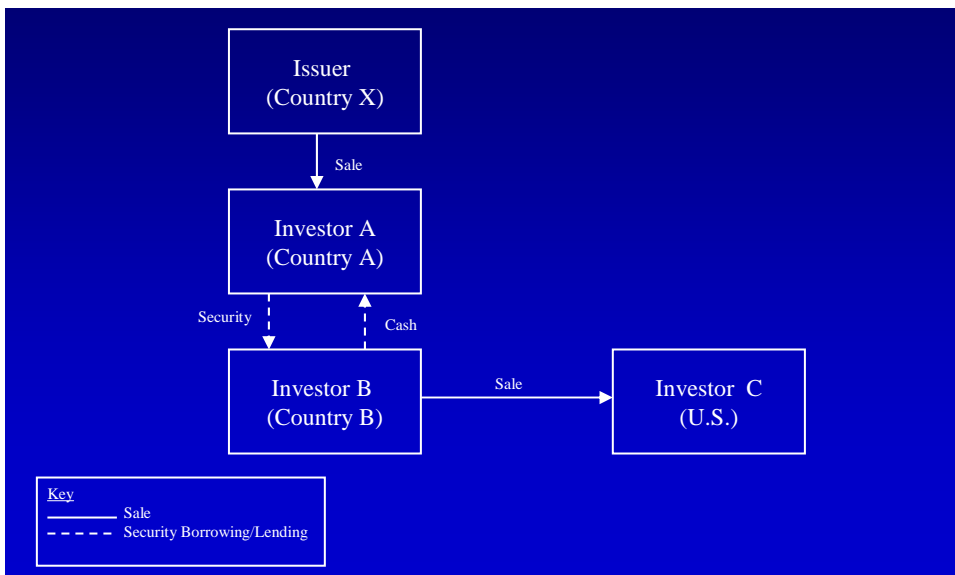 Issuer
(Country X)
Sale
Investor A
(Country A)
Security
Cash
Investor B
(Country B)
Sale
Investor C
(U.S.)
Key
Sale
Security Borrowing/Lending